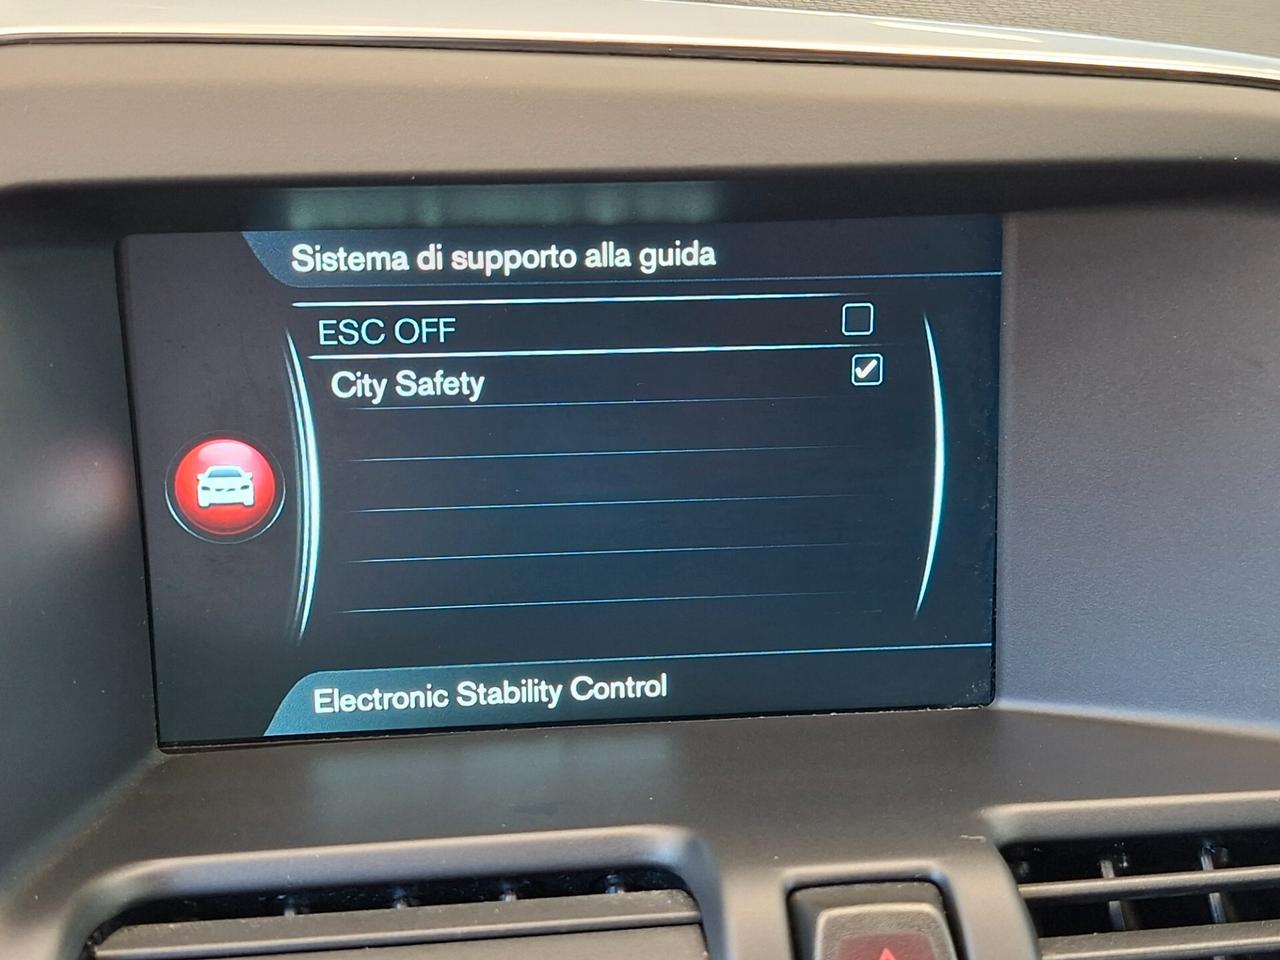 Sistema di supporto alla guida
ESC OFF
City Safety
Electronic Stability Control